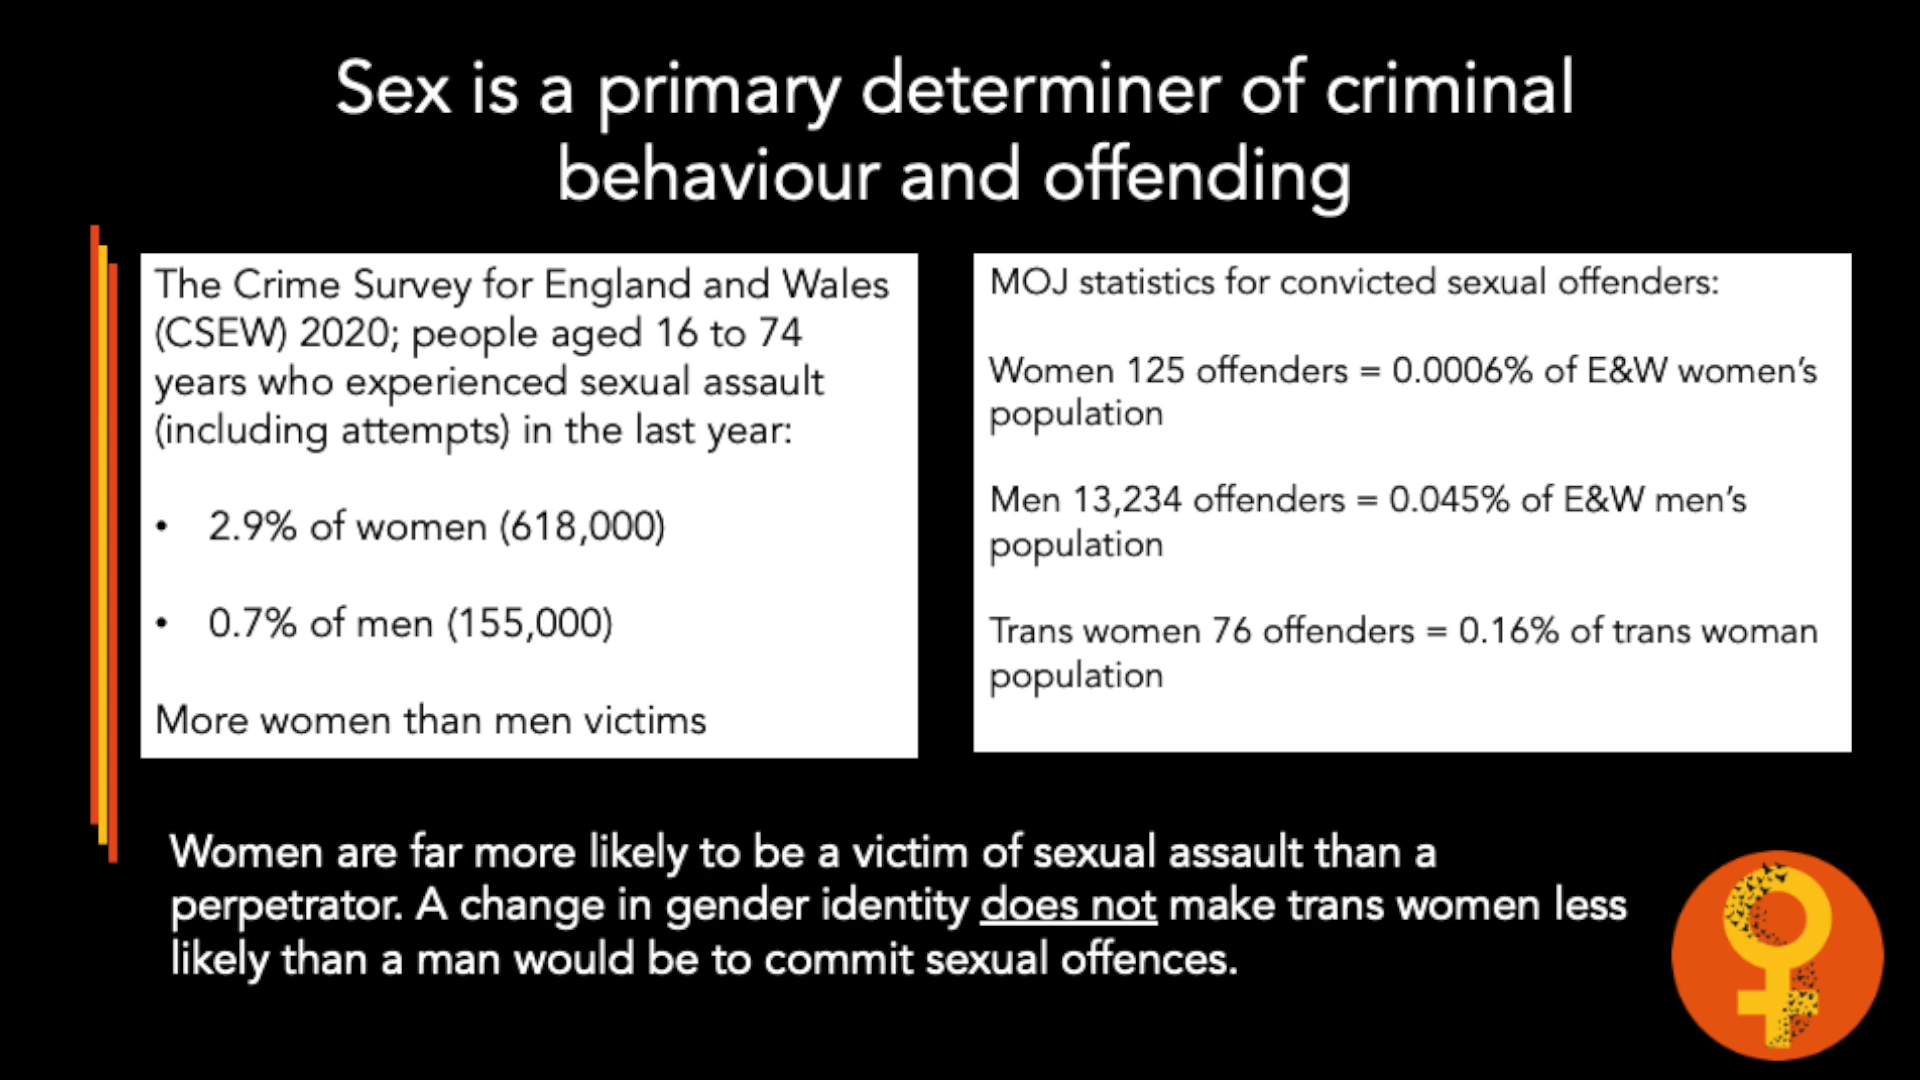 Sex is a primary determiner of criminal
behaviour and offending
The Crime Survey for England and Wales
(CSEW) 2020; people aged 16 to 74
years who experienced sexual assault
(including attempts) in the last year:
• 2.9% of women (618,000)
• 0.7% of men (155,000)
More women than men victims
MOJ statistics for convicted sexual offenders:
Women 125 offenders = 0.0006% of E&W women's
population
Men 13,234 offenders = 0.045% of E&W men's
population
Trans women 76 offenders = 0.16% of trans woman
population
Women are far more likely to be a victim of sexual assault than a
perpetrator. A change in gender identity does not make trans women less
likely than a man would be to commit sexual offences.